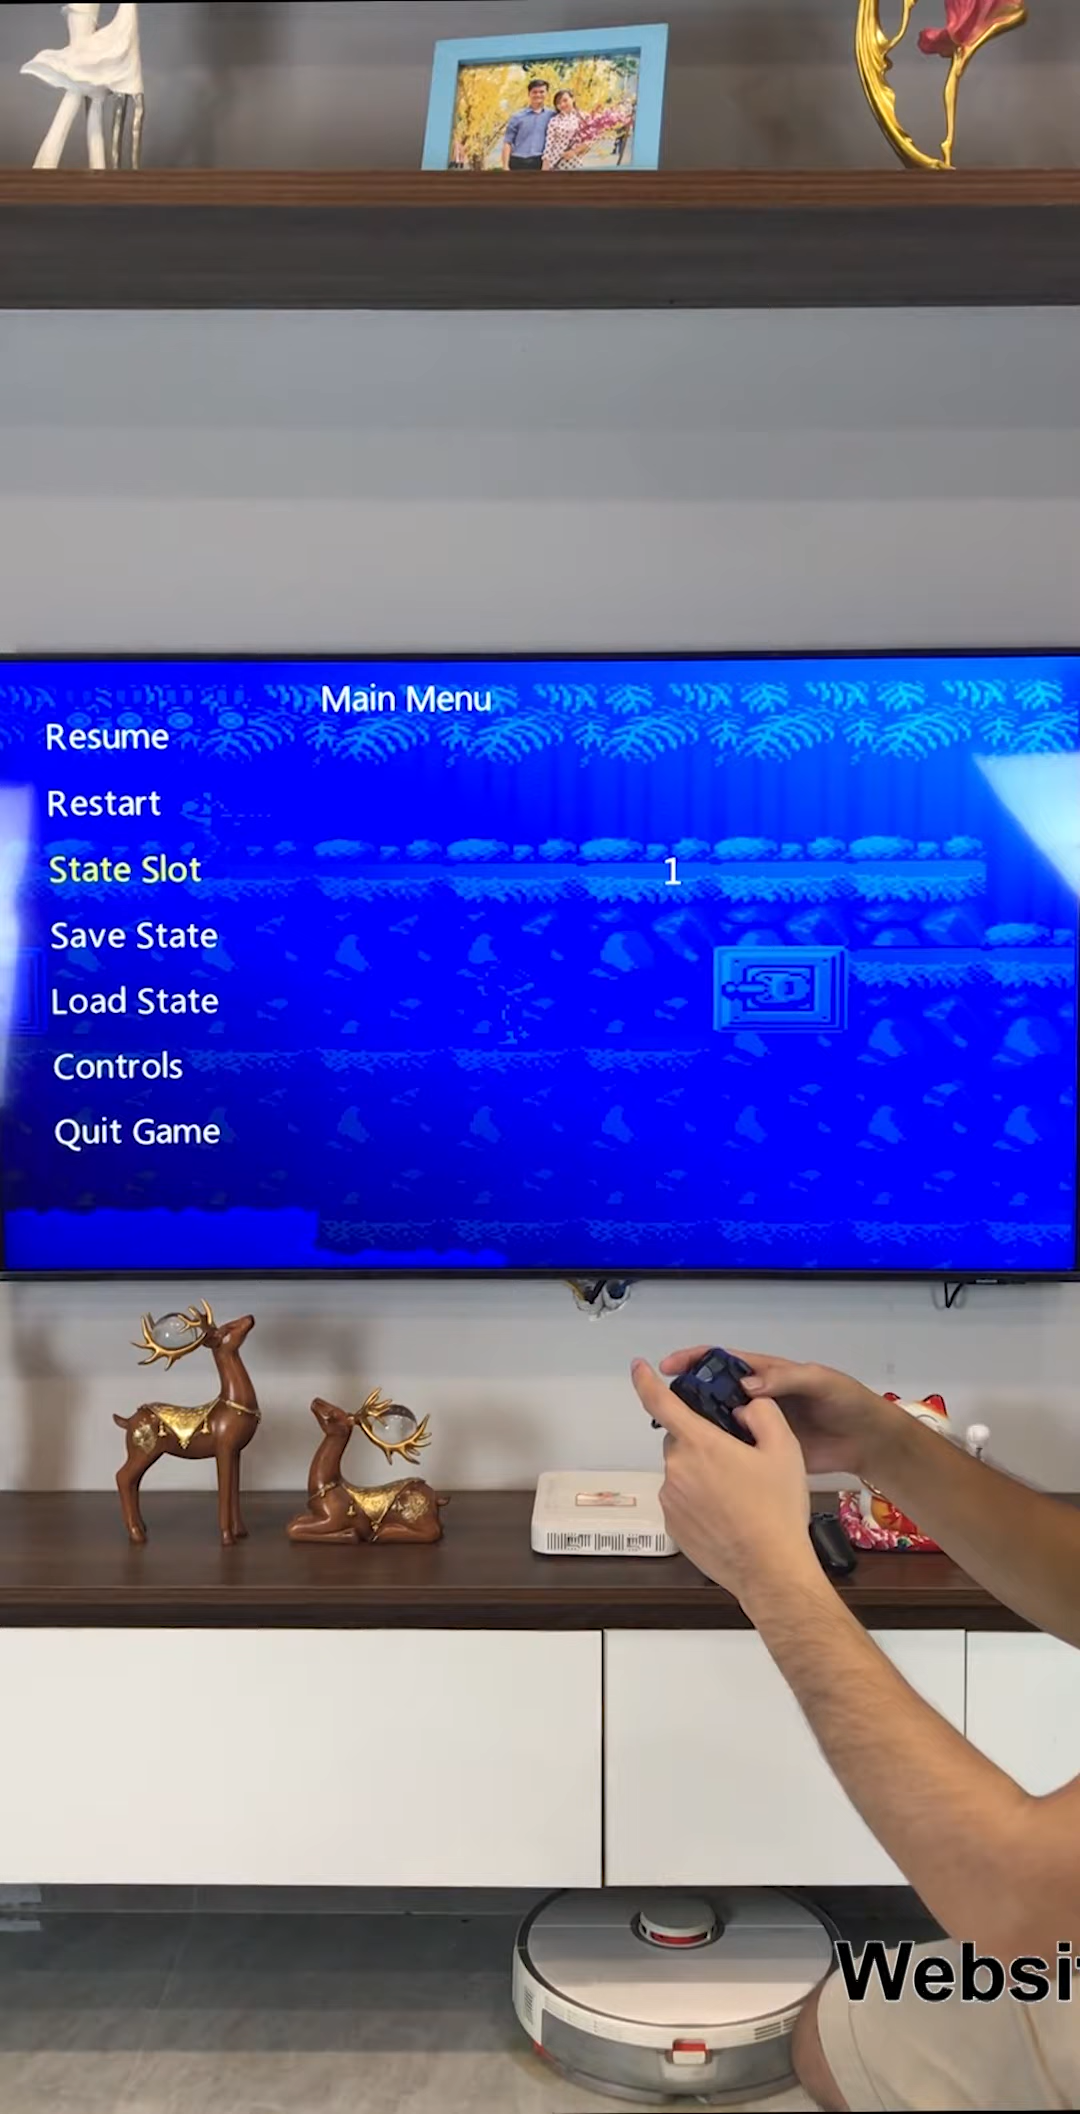 Main Menu
Resume
Restart
State Slot 1
Save State
Load State
Controls
Quit Game
Websi